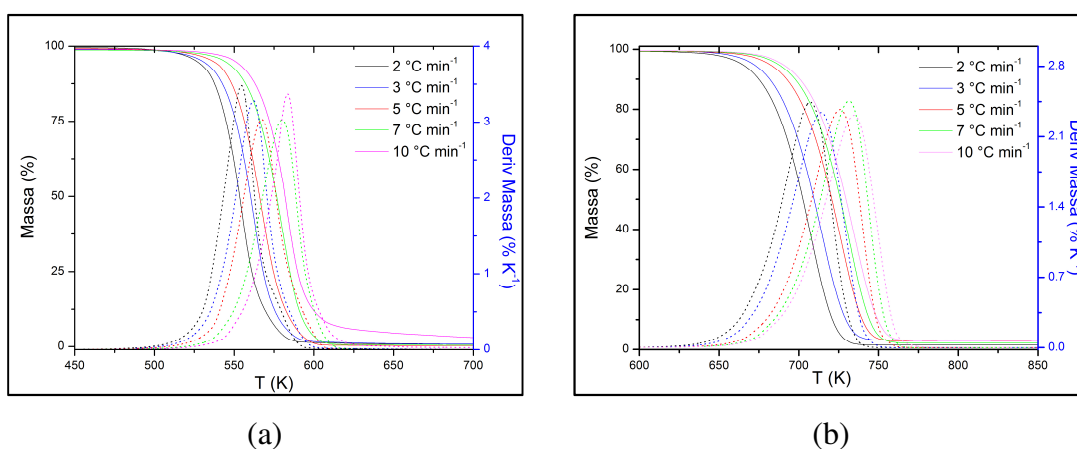 100
75
50
25
0
Massa (%)
450
500
550
600
650
700
T (K)
4
3
2
1
0
Deriv Massa (% K⁻¹)
2 °C min⁻¹
3 °C min⁻¹
5 °C min⁻¹
7 °C min⁻¹
10 °C min⁻¹
(a)
100
80
60
40
20
0
Massa (%)
600
650
700
750
800
850
T (K)
2.8
2.1
1.4
0.7
0.0
Deriv Massa (% K⁻¹)
2 °C min⁻¹
3 °C min⁻¹
5 °C min⁻¹
7 °C min⁻¹
10 °C min⁻¹
(b)